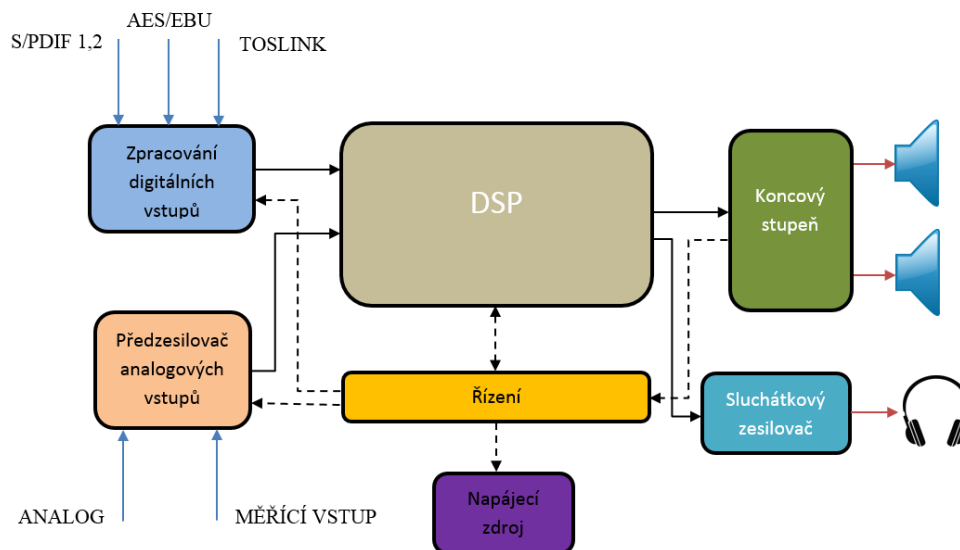 AES/EBU
S/PDIF 1,2
TOSLINK
Zpracování
digitálních
vstupů
DSP
Koncový
stupeň
Předzesilovač
analogových
vstupů
Řízení
Sluchátkový
zesilovač
Napájecí
zdroj
ANALOG
MĚŘÍCÍ VSTUP